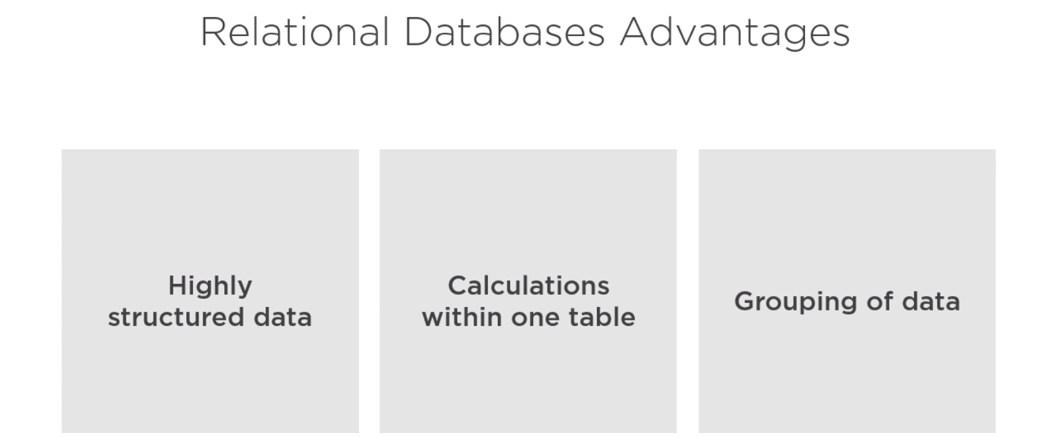 Relational Databases Advantages
Highly
structured data
Calculations
within one table
Grouping of data